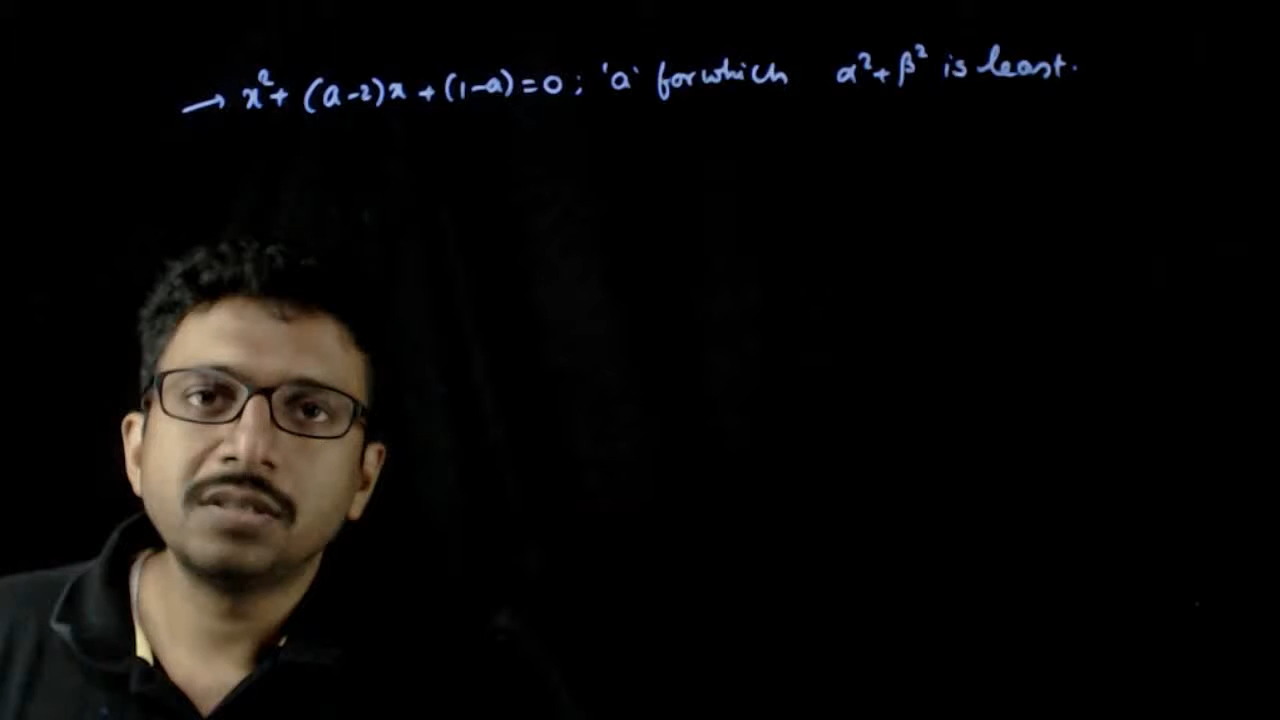 → x² + (a-2)x + (1-a) = 0 ; 'a' for which α² + β² is least.